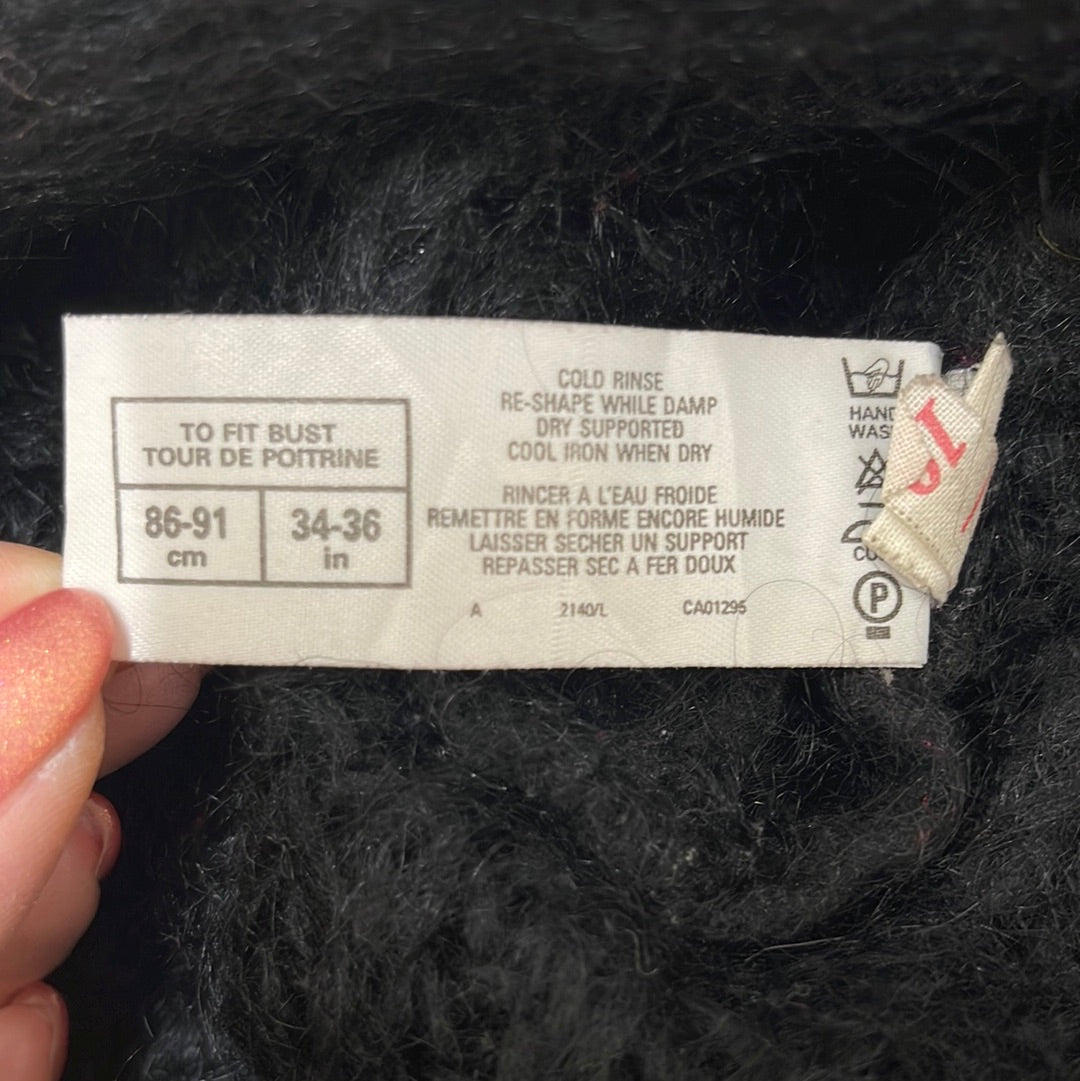 TO FIT BUST
TOUR DE POITRINE
86-91
cm
34-36
in
COLD RINSE
RE-SHAPE WHILE DAMP
DRY SUPPORTED
COOL IRON WHEN DRY
RINCER A L'EAU FROIDE
REMETTRE EN FORME ENCORE HUMIDE
LAISSER SECHER UN SUPPORT
REPASSER SEC A FER DOUX
A 2140/L CA01295
HAND
WAS
P